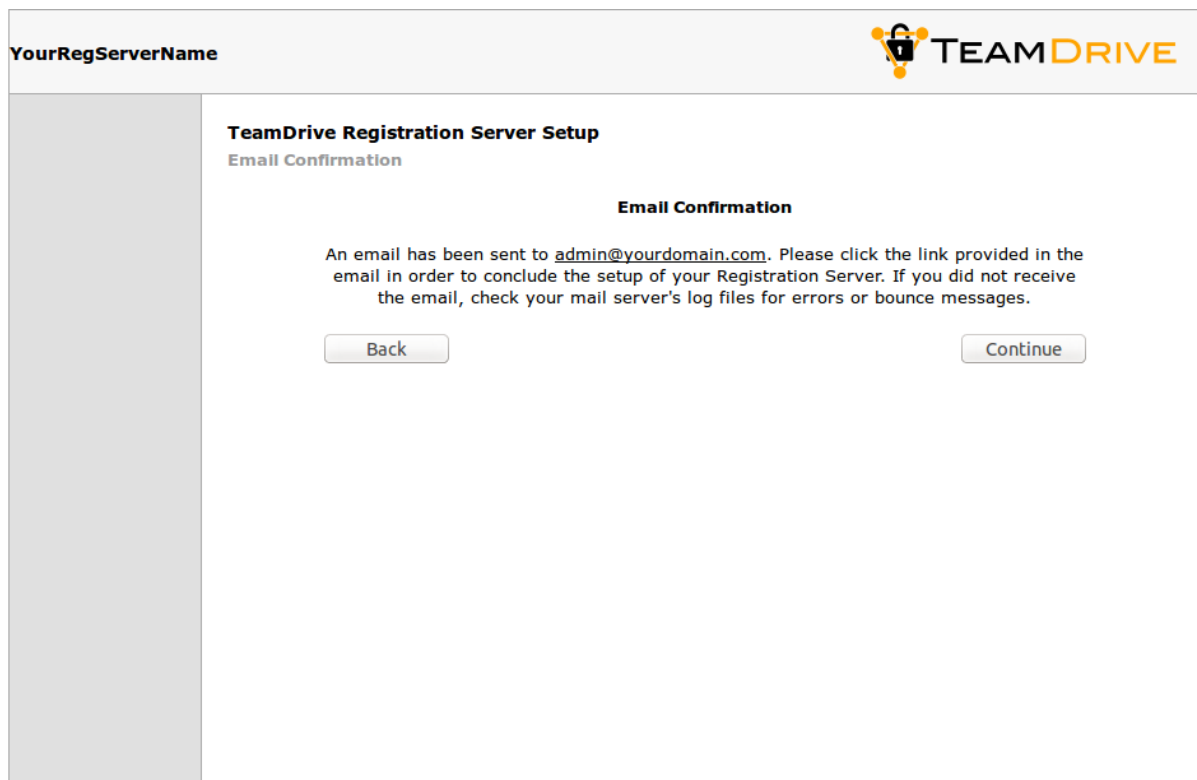 YourRegServerName
TEAMDRIVE
TeamDrive Registration Server Setup
Email Confirmation
Email Confirmation
An email has been sent to admin@yourdomain.com. Please click the link provided in the
email in order to conclude the setup of your Registration Server. If you did not receive
the email, check your mail server's log files for errors or bounce messages.
Back
Continue